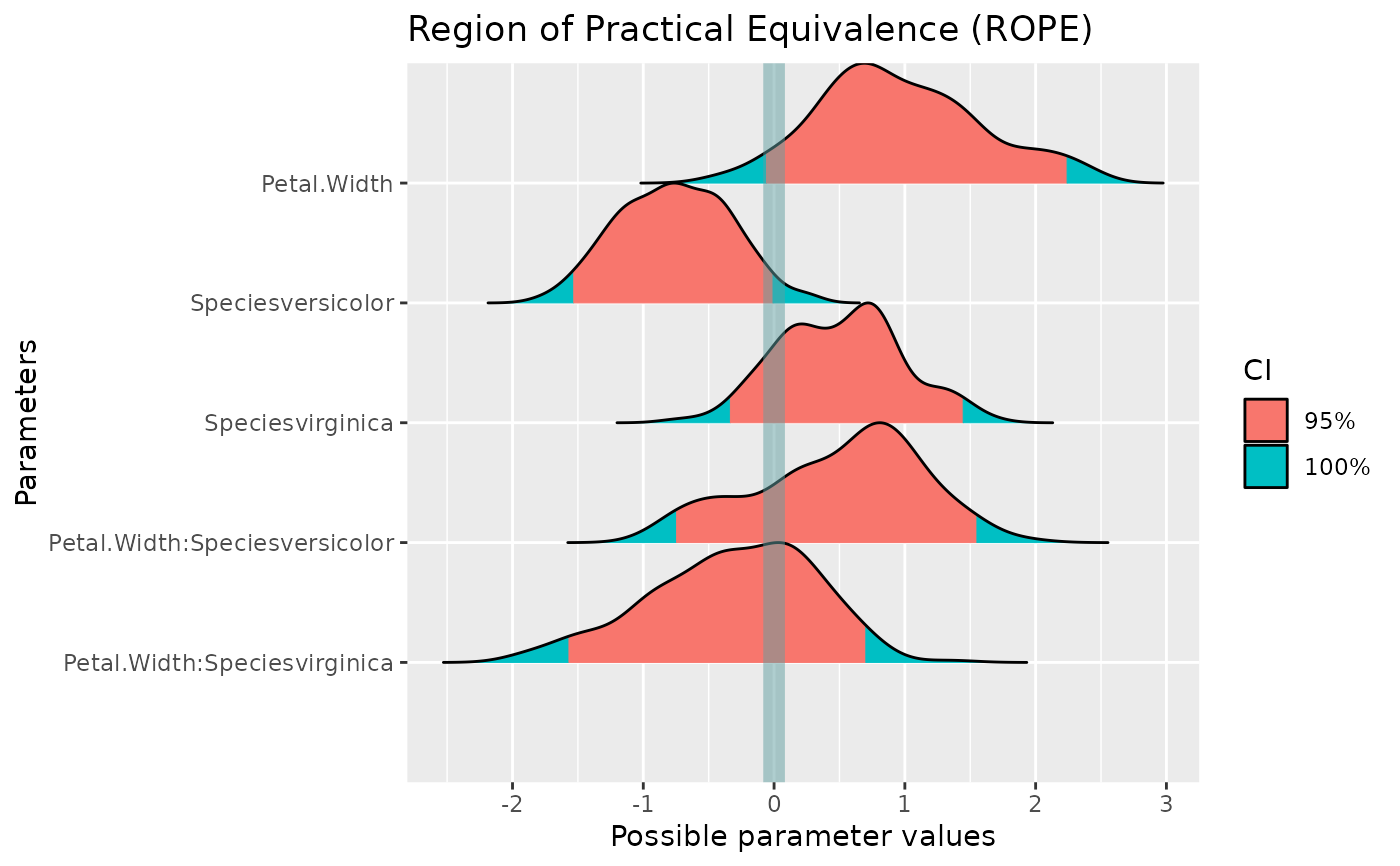 Region of Practical Equivalence (ROPE)
Parameters
Petal.Width
Speciesversicolor
Speciesvirginica
Petal.Width:Speciesversicolor
Petal.Width:Speciesvirginica
-2 -1 0 1 2 3
Possible parameter values
CI
95%
100%